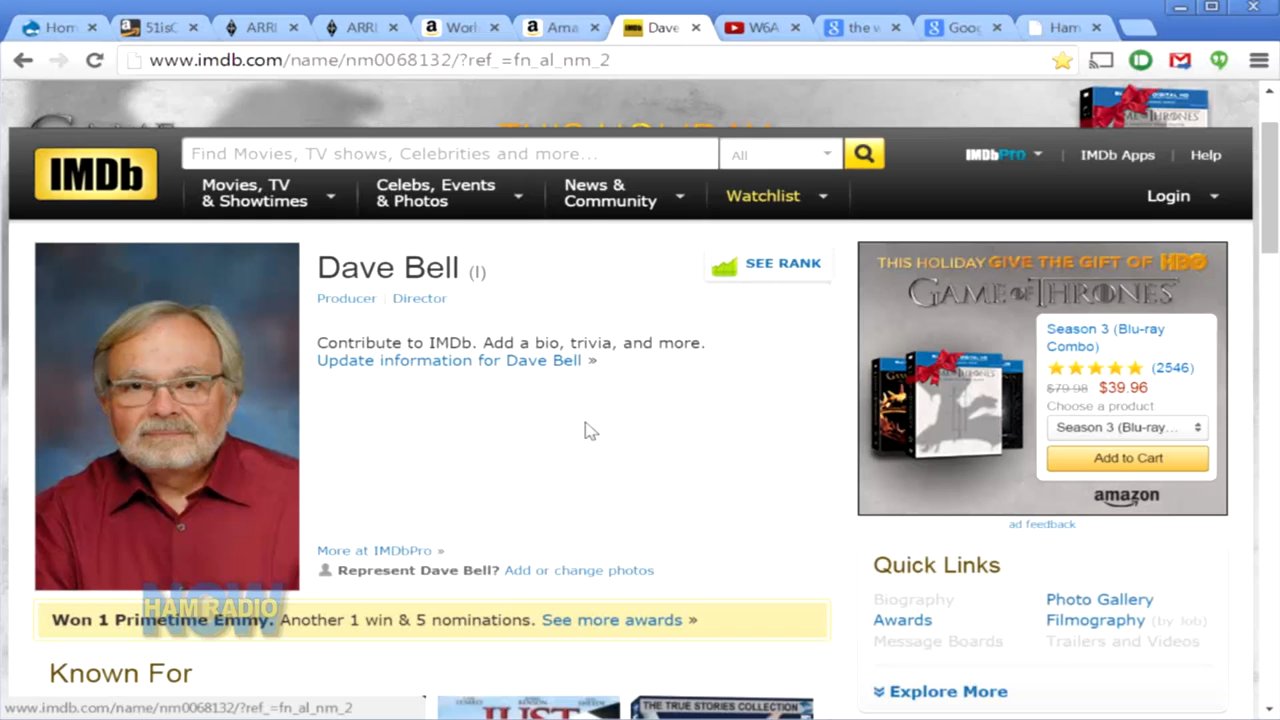 Hom
51isC
ARRI
ARRI
Worl
Ama
Dave
W6A
the w
Goog
Ham
www.imdb.com/name/nm0068132/?ref_=fn_al_nm_2
IMDb
Find Movies, TV shows, Celebrities and more...
All
IMDbPro
IMDb Apps
Help
Movies, TV
& Showtimes
Celebs, Events
& Photos
News &
Community
Watchlist
Login
Dave Bell (I)
SEE RANK
Producer | Director
Contribute to IMDb. Add a bio, trivia, and more.
Update information for Dave Bell »
More at IMDbPro »
Represent Dave Bell? Add or change photos
HAM RADIO
NOW
Won 1 Primetime Emmy. Another 1 win & 5 nominations. See more awards »
Known For
JUST
THE TRUE STORIES COLLECTION
THIS HOLIDAY GIVE THE GIFT OF HBO
GAME OF THRONES
Season 3 (Blu-ray
Combo)
(2546)
$79.98 $39.96
Choose a product
Season 3 (Blu-ray...
Add to Cart
amazon
ad feedback
Quick Links
Biography
Photo Gallery
Awards
Filmography (by Job)
Message Boards
Trailers and Videos
Explore More
www.imdb.com/name/nm0068132/?ref_=fn_al_nm_2